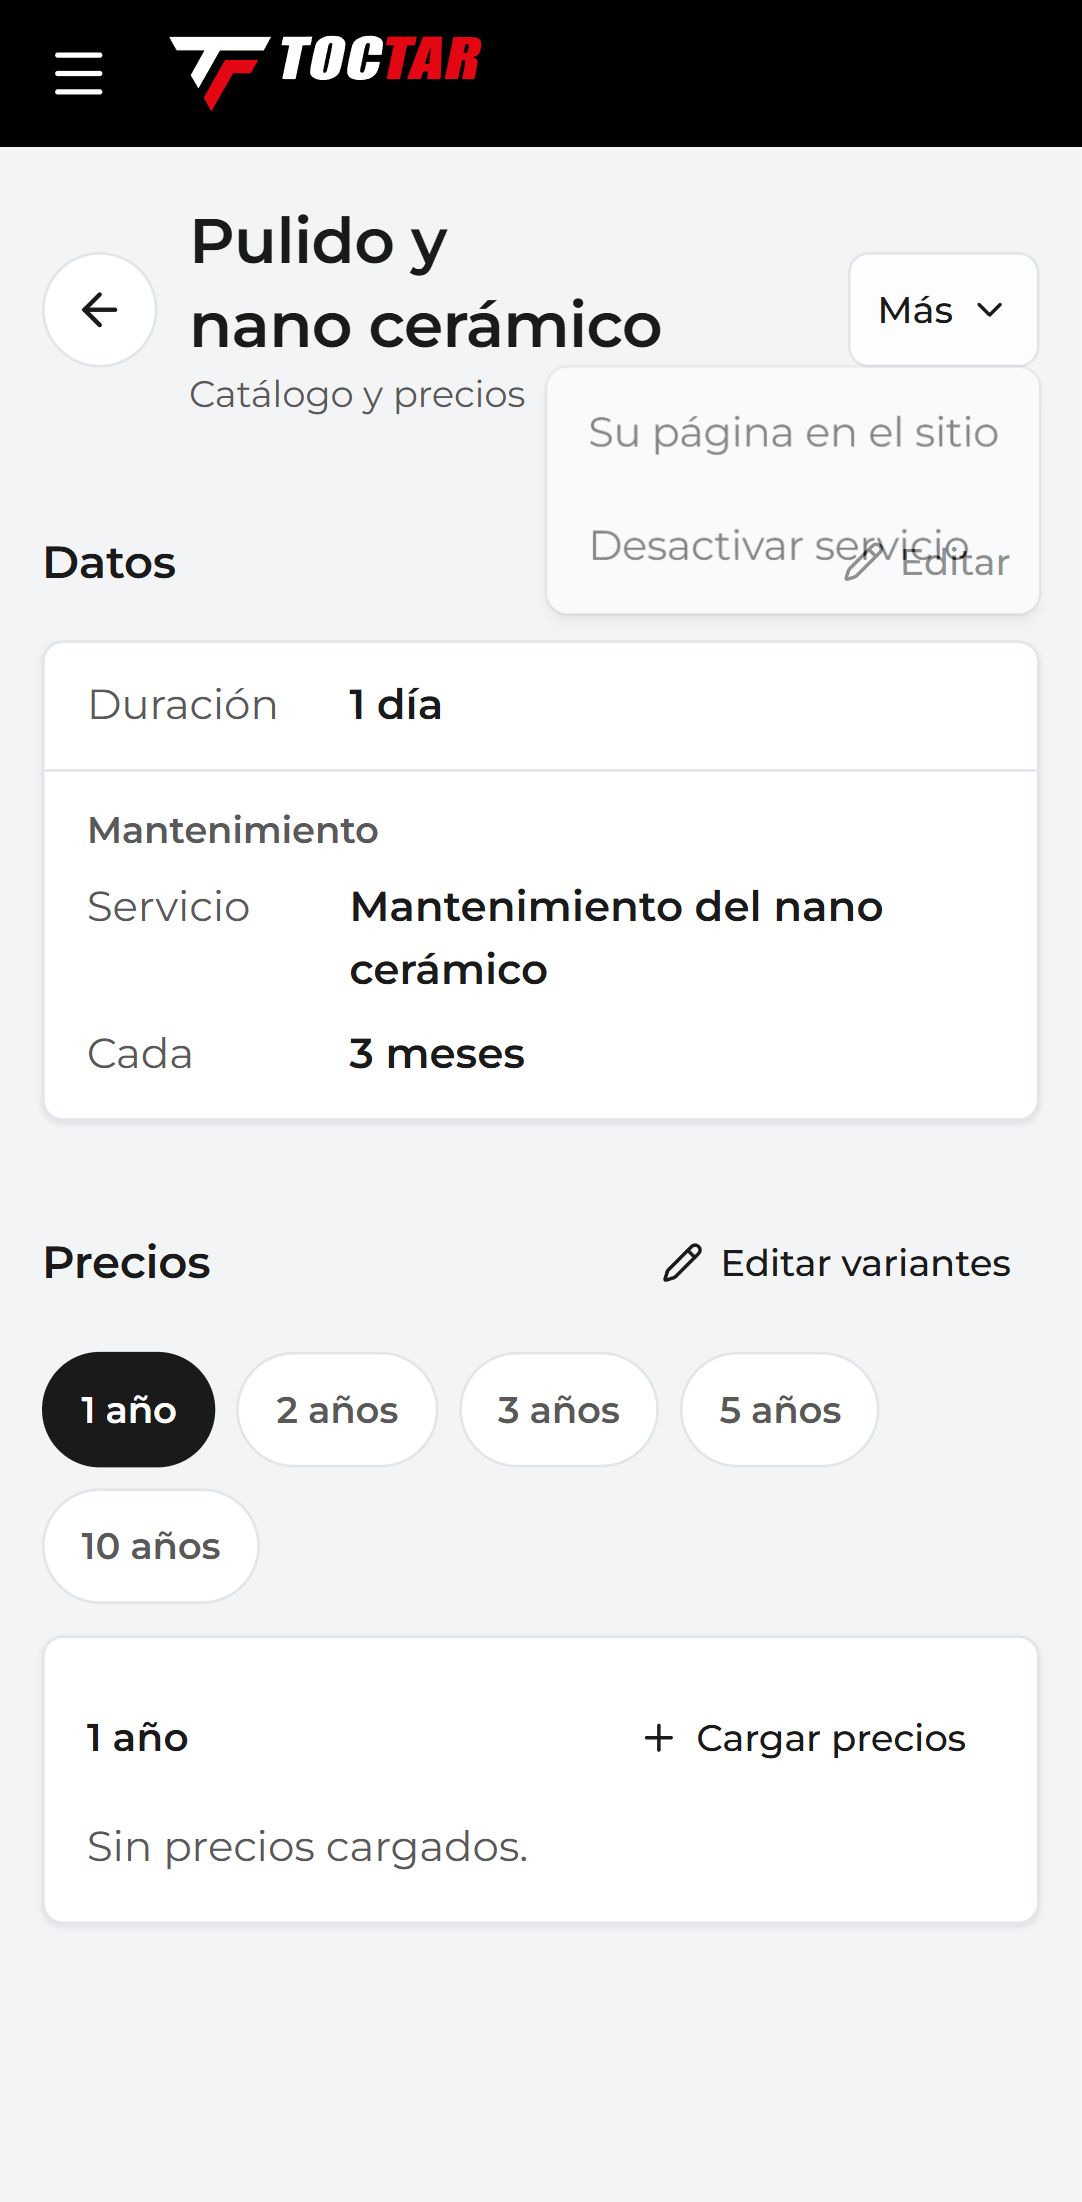 TOCTAR
Pulido y
nano cerámico
Más
Catálogo y precios
Su página en el sitio
Desactivar servicio
Datos
Editar
Duración 1 día
Mantenimiento
Servicio Mantenimiento del nano
cerámico
Cada 3 meses
Precios
Editar variantes
1 año 2 años 3 años 5 años
10 años
1 año
+ Cargar precios
Sin precios cargados.